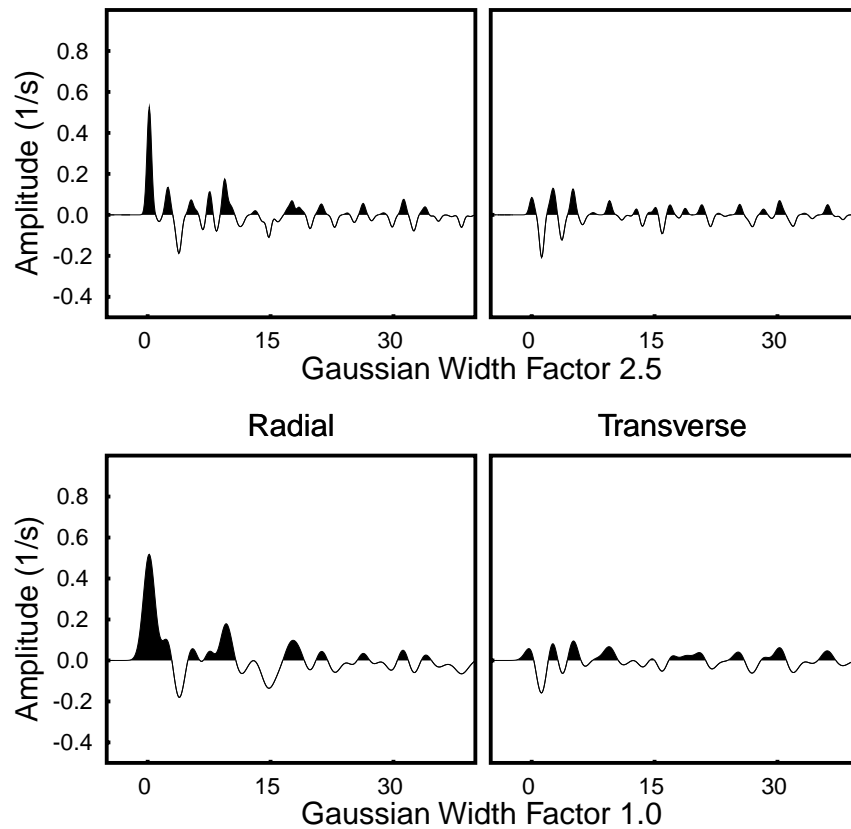 0.8
0.6
0.4
0.2
0.0
-0.2
-0.4
Amplitude (1/s)
0 15 30 0 15 30
Gaussian Width Factor 2.5
Radial Transverse
0.8
0.6
0.4
0.2
0.0
-0.2
-0.4
Amplitude (1/s)
0 15 30 0 15 30
Gaussian Width Factor 1.0